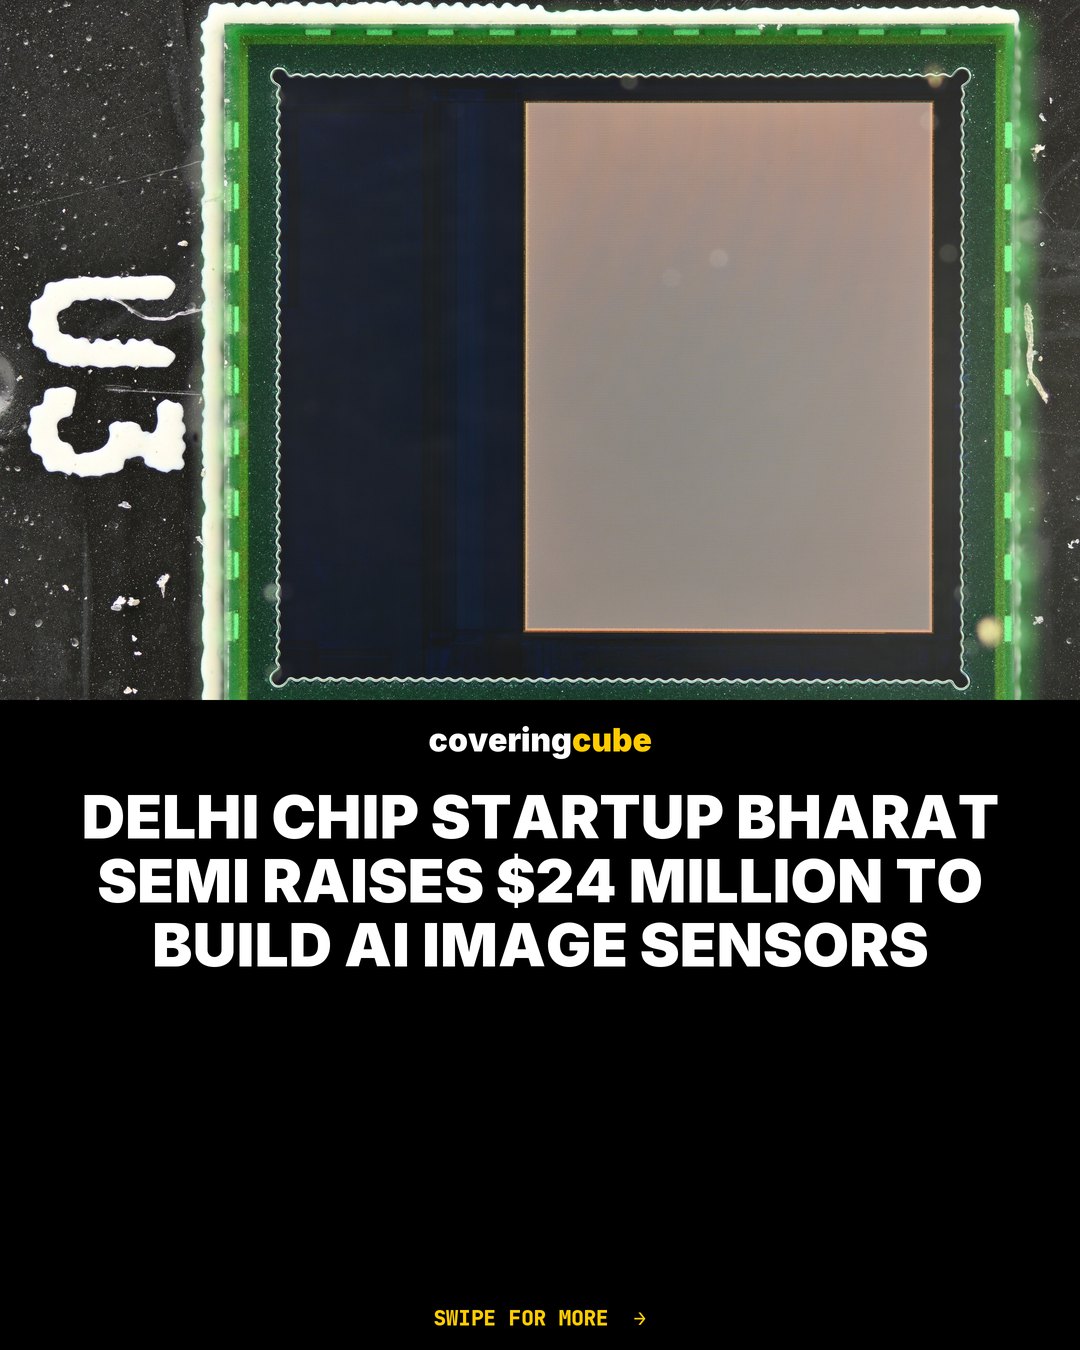 U3
coveringcube
DELHI CHIP STARTUP BHARAT
SEMI RAISES $24 MILLION TO
BUILD AI IMAGE SENSORS
SWIPE FOR MORE →